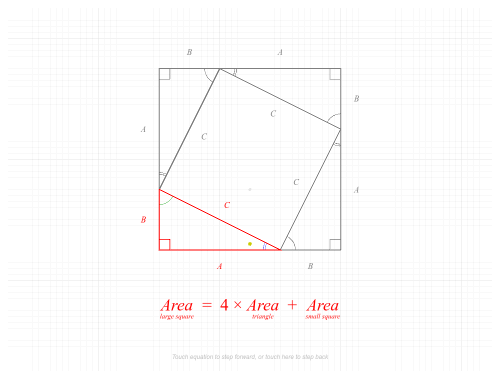 B A
B
A
C
C
C A
B C
A B
Area = 4 × Area + Area
large square triangle small square
Touch equation to step forward, or touch here to step back